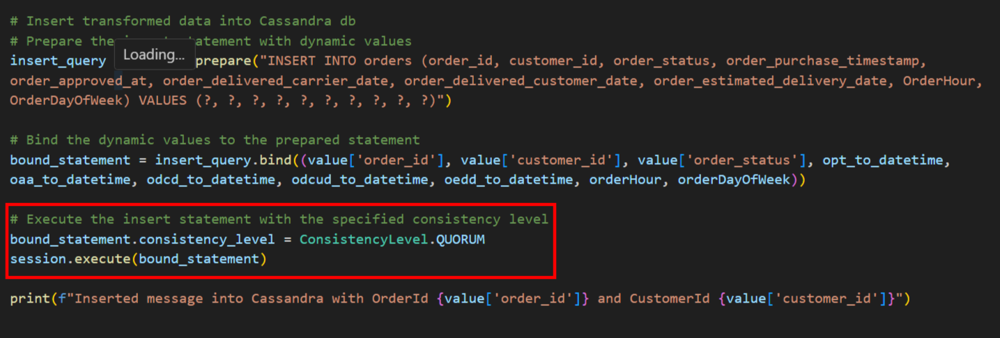 # Insert transformed data into Cassandra db
# Prepare the atement with dynamic values
Loading...
insert_query prepare("INSERT INTO orders (order_id, customer_id, order_status, order_purchase_timestamp,
order_approved_at, order_delivered_carrier_date, order_delivered_customer_date, order_estimated_delivery_date, OrderHour,
OrderDayOfWeek) VALUES (?, ?, ?, ?, ?, ?, ?, ?, ?, ?)")
# Bind the dynamic values to the prepared statement
bound_statement = insert_query.bind((value['order_id'], value['customer_id'], value['order_status'], opt_to_datetime,
oaa_to_datetime, odcd_to_datetime, odcud_to_datetime, oedd_to_datetime, orderHour, orderDayOfWeek))
# Execute the insert statement with the specified consistency level
bound_statement.consistency_level = ConsistencyLevel.QUORUM
session.execute(bound_statement)
print(f"Inserted message into Cassandra with OrderId {value['order_id']} and CustomerId {value['customer_id']}")